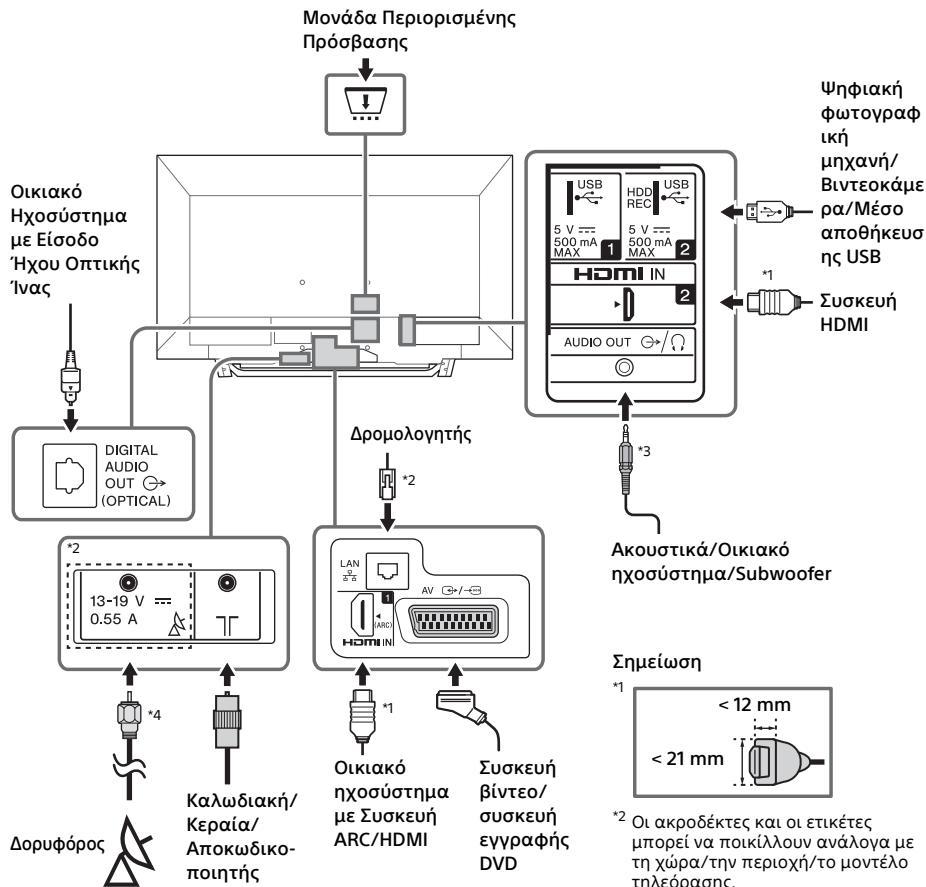 Μονάδα Περιορισμένης
Πρόσβασης
Ψηφιακή
φωτογραφ
ική
μηχανή/
Βιντεοκάμε
ρα/Μέσο
αποθήκευσ
ης USB
Οικιακό
Ηχοσύστημα
με Είσοδο
Ήχου Οπτικής
Ίνας
USB
HDD
REC
USB
5 V
500 mA
MAX
1
5 V
500 mA
MAX
2
HDMI IN
2
*1
Συσκευή
HDMI
AUDIO OUT
*3
Ακουστικά/Οικιακό
ηχοσύστημα/Subwoofer
DIGITAL
AUDIO
OUT
(OPTICAL)
Δρομολογητής
*2
*2
13-19 V
0.55 A
LAN
1
(ARC)
HDMI IN
AV
*4
Δορυφόρος
Καλωδιακή/
Κεραία/
Αποκωδικο-
ποιητής
*1
Οικιακό
ηχοσύστημα
με Συσκευή
ARC/HDMI
Συσκευή
βίντεο/
συσκευή
εγγραφής
DVD
Σημείωση
*1
< 12 mm
< 21 mm
*2 Οι ακροδέκτες και οι ετικέτες
μπορεί να ποικίλλουν ανάλογα με
τη χώρα/την περιοχή/το μοντέλο
τηλεόρασης.